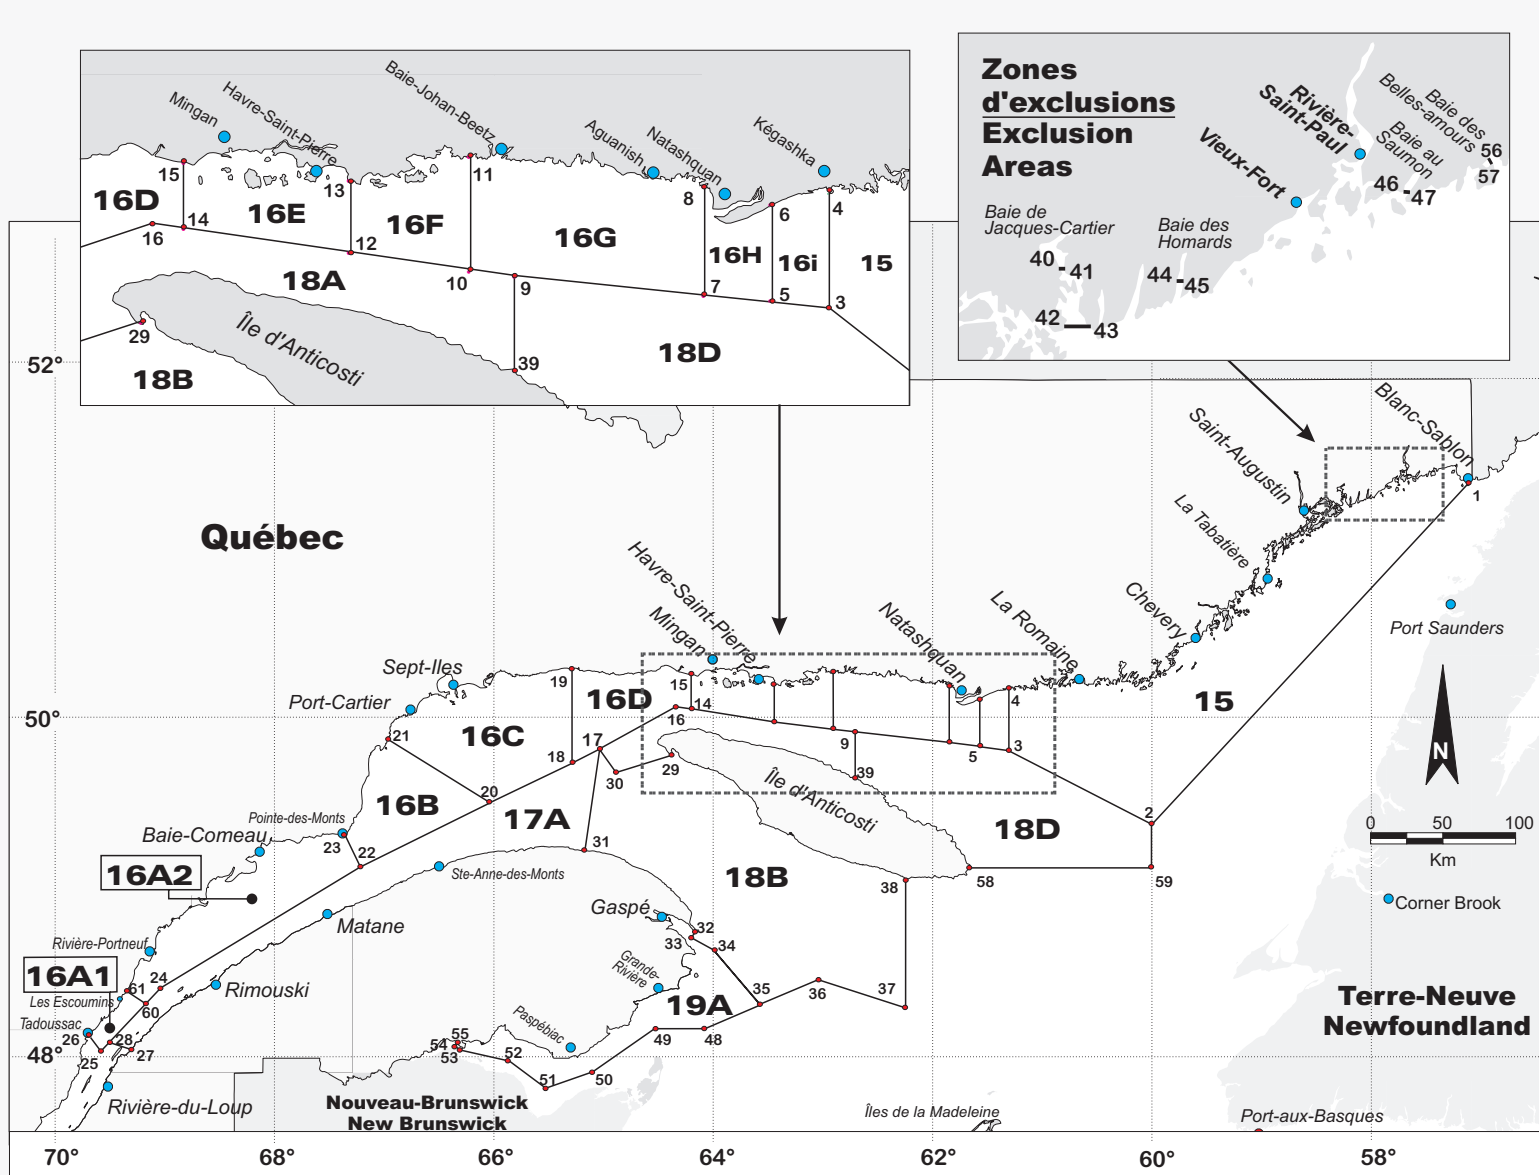 Mingan
Havre-Saint-Pierre
Baie-Johan-Beetz
Aguanish
Natashquan
Kégashka
15
13
11
8
6
4
16D
16E
16F
16G
16H
16i
15
16
14
12
10
9
7
5
3
18A
29
Île d'Anticosti
39
18D
18B
Zones
d'exclusions
Exclusion
Areas
Rivière-
Saint-Paul
Vieux-Fort
Baie des
Belles-amours
Baie au
Saumon
56
57
46
47
Baie de
Jacques-Cartier
40
41
Baie des
Homards
44
45
42
43
52°
50°
48°
Québec
Blanc-Sablon
1
Saint-Augustin
La Tabatière
Chevery
La Romaine
Natashquan
Havre-Saint-Pierre
Mingan
Sept-Iles
Port-Cartier
19
16D
15
14
16
4
16C
21
18
17
9
5
3
15
Port Saunders
N
30
29
39
Île d'Anticosti
20
16B
17A
2
18D
0
50
100
Km
Pointe-des-Monts
23
Baie-Comeau
22
31
16A2
Ste-Anne-des-Monts
18B
38
58
59
Corner Brook
Matane
Gaspé
32
33
34
Rivière-Portneuf
16A1
24
61
Les Escoumins
60
Rimouski
Grande-
Rivière
19A
35
36
37
Terre-Neuve
Newfoundland
Tadoussac
26
25
28
27
Paspébiac
55
54
53
52
49
48
51
50
Rivière-du-Loup
Nouveau-Brunswick
New Brunswick
Îles de la Madeleine
Port-aux-Basques
70°
68°
66°
64°
62°
60°
58°